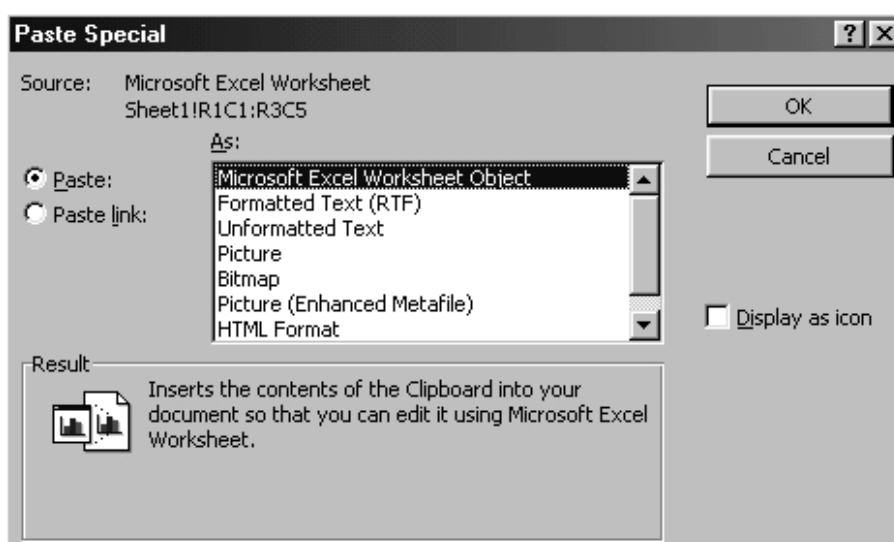 Paste Special
Source: Microsoft Excel Worksheet
Sheet1!R1C1:R3C5
As:
Paste:
Paste link:
Microsoft Excel Worksheet Object
Formatted Text (RTF)
Unformatted Text
Picture
Bitmap
Picture (Enhanced Metafile)
HTML Format
OK
Cancel
Display as icon
Result
Inserts the contents of the Clipboard into your
document so that you can edit it using Microsoft Excel
Worksheet.